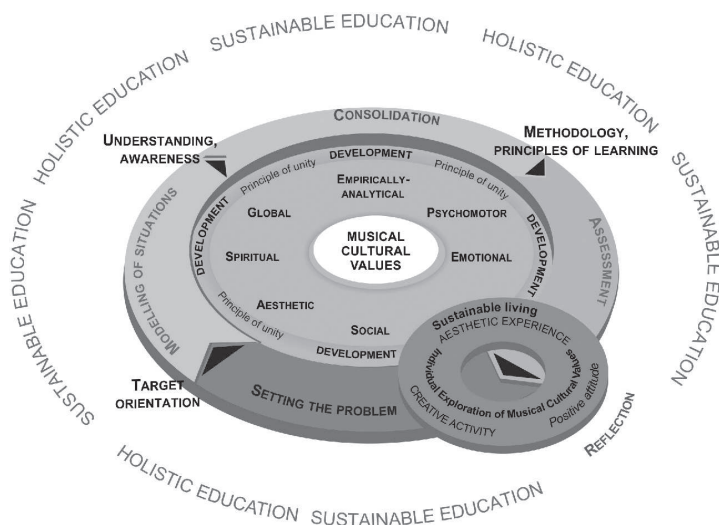 SUSTAINABLE EDUCATION
HOLISTIC EDUCATION
HOLISTIC EDUCATION
SUSTAINABLE EDUCATION
SUSTAINABLE EDUCATION
HOLISTIC EDUCATION
SUSTAINABLE EDUCATION
CONSOLIDATION
UNDERSTANDING,
AWARENESS
METHODOLOGY,
PRINCIPLES OF LEARNING
MODELLING OF SITUATIONS
ASSESSMENT
DEVELOPMENT
Principle of unity
Principle of unity
DEVELOPMENT
DEVELOPMENT
EMPIRICALLY-
ANALYTICAL
GLOBAL
PSYCHOMOTOR
MUSICAL
CULTURAL
VALUES
SPIRITUAL
EMOTIONAL
AESTHETIC
SOCIAL
Principle of unity
DEVELOPMENT
TARGET
ORIENTATION
SETTING THE PROBLEM
Sustainable living
AESTHETIC EXPERIENCE
Individual Exploration of Musical Cultural Values
CREATIVE ACTIVITY
Positive attitude
REFLECTION